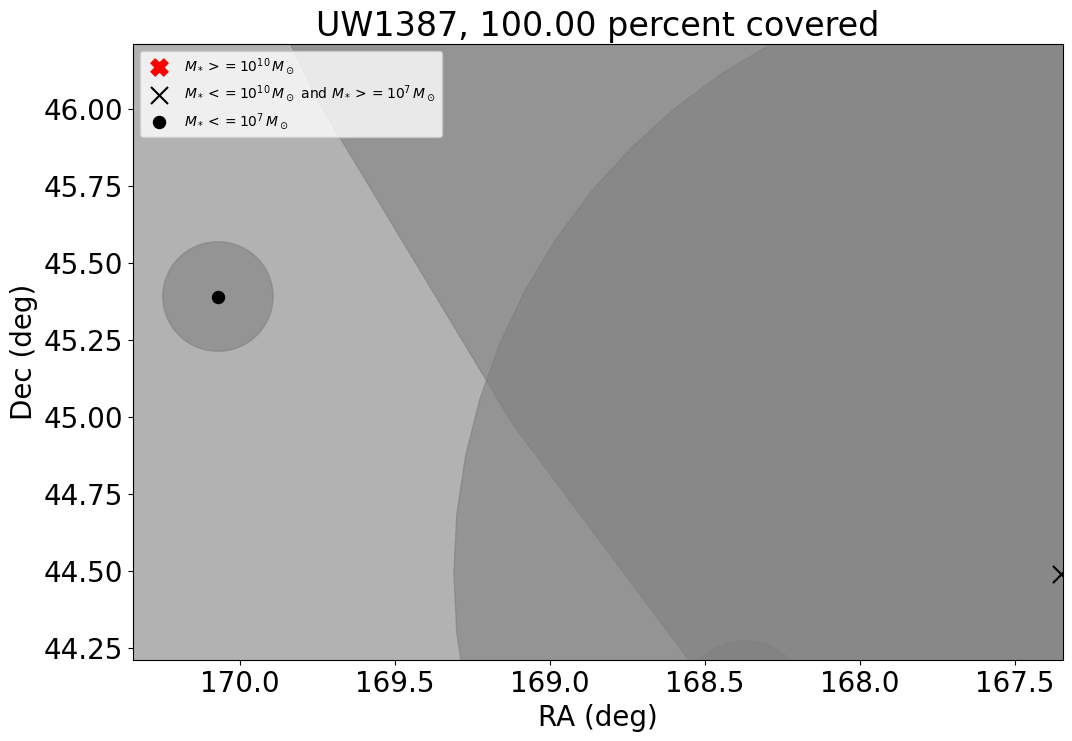 UW1387, 100.00 percent covered
M* >= 10^10 M⊙
M* <= 10^10 M⊙ and M* >= 10^7 M⊙
M* <= 10^7 M⊙
46.00
45.75
45.50
45.25
45.00
44.75
44.50
44.25
Dec (deg)
170.0 169.5 169.0 168.5 168.0 167.5
RA (deg)